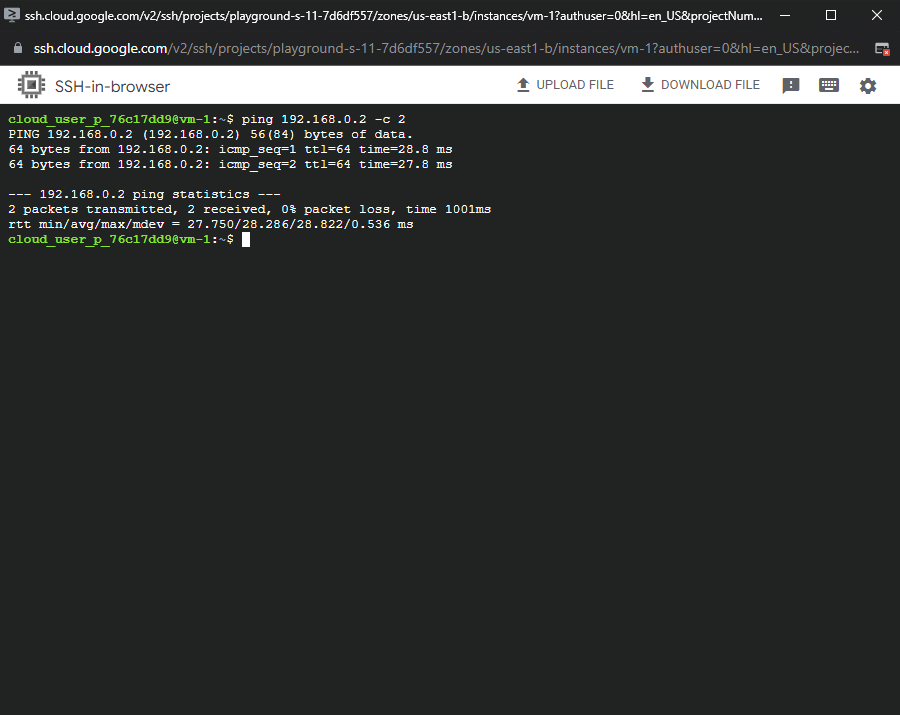 ssh.cloud.google.com/v2/ssh/projects/playground-s-11-7d6df557/zones/us-east1-b/instances/vm-1?authuser=0&hl=en_US&projectNum...
ssh.cloud.google.com/v2/ssh/projects/playground-s-11-7d6df557/zones/us-east1-b/instances/vm-1?authuser=0&hl=en_US&projec...
SSH-in-browser UPLOAD FILE DOWNLOAD FILE
cloud_user_p_76c17dd9@vm-1:~$ ping 192.168.0.2 -c 2
PING 192.168.0.2 (192.168.0.2) 56(84) bytes of data.
64 bytes from 192.168.0.2: icmp_seq=1 ttl=64 time=28.8 ms
64 bytes from 192.168.0.2: icmp_seq=2 ttl=64 time=27.8 ms
--- 192.168.0.2 ping statistics ---
2 packets transmitted, 2 received, 0% packet loss, time 1001ms
rtt min/avg/max/mdev = 27.750/28.286/28.822/0.536 ms
cloud_user_p_76c17dd9@vm-1:~$